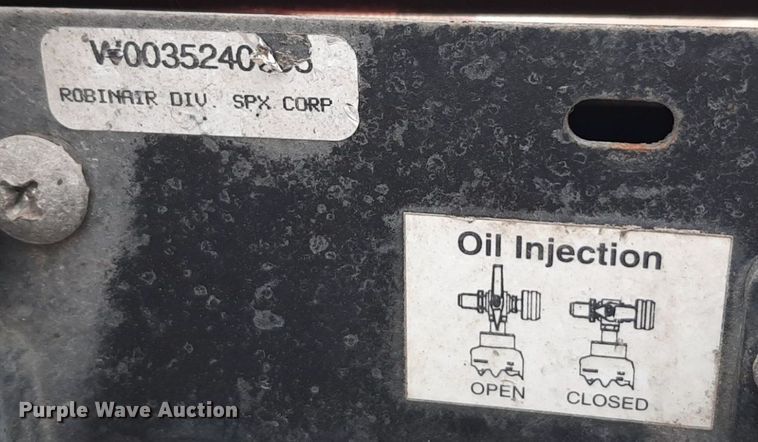 ROBINAIR DIV. SPX CORP
Oil Injection
OPEN CLOSED
Purple Wave Auction